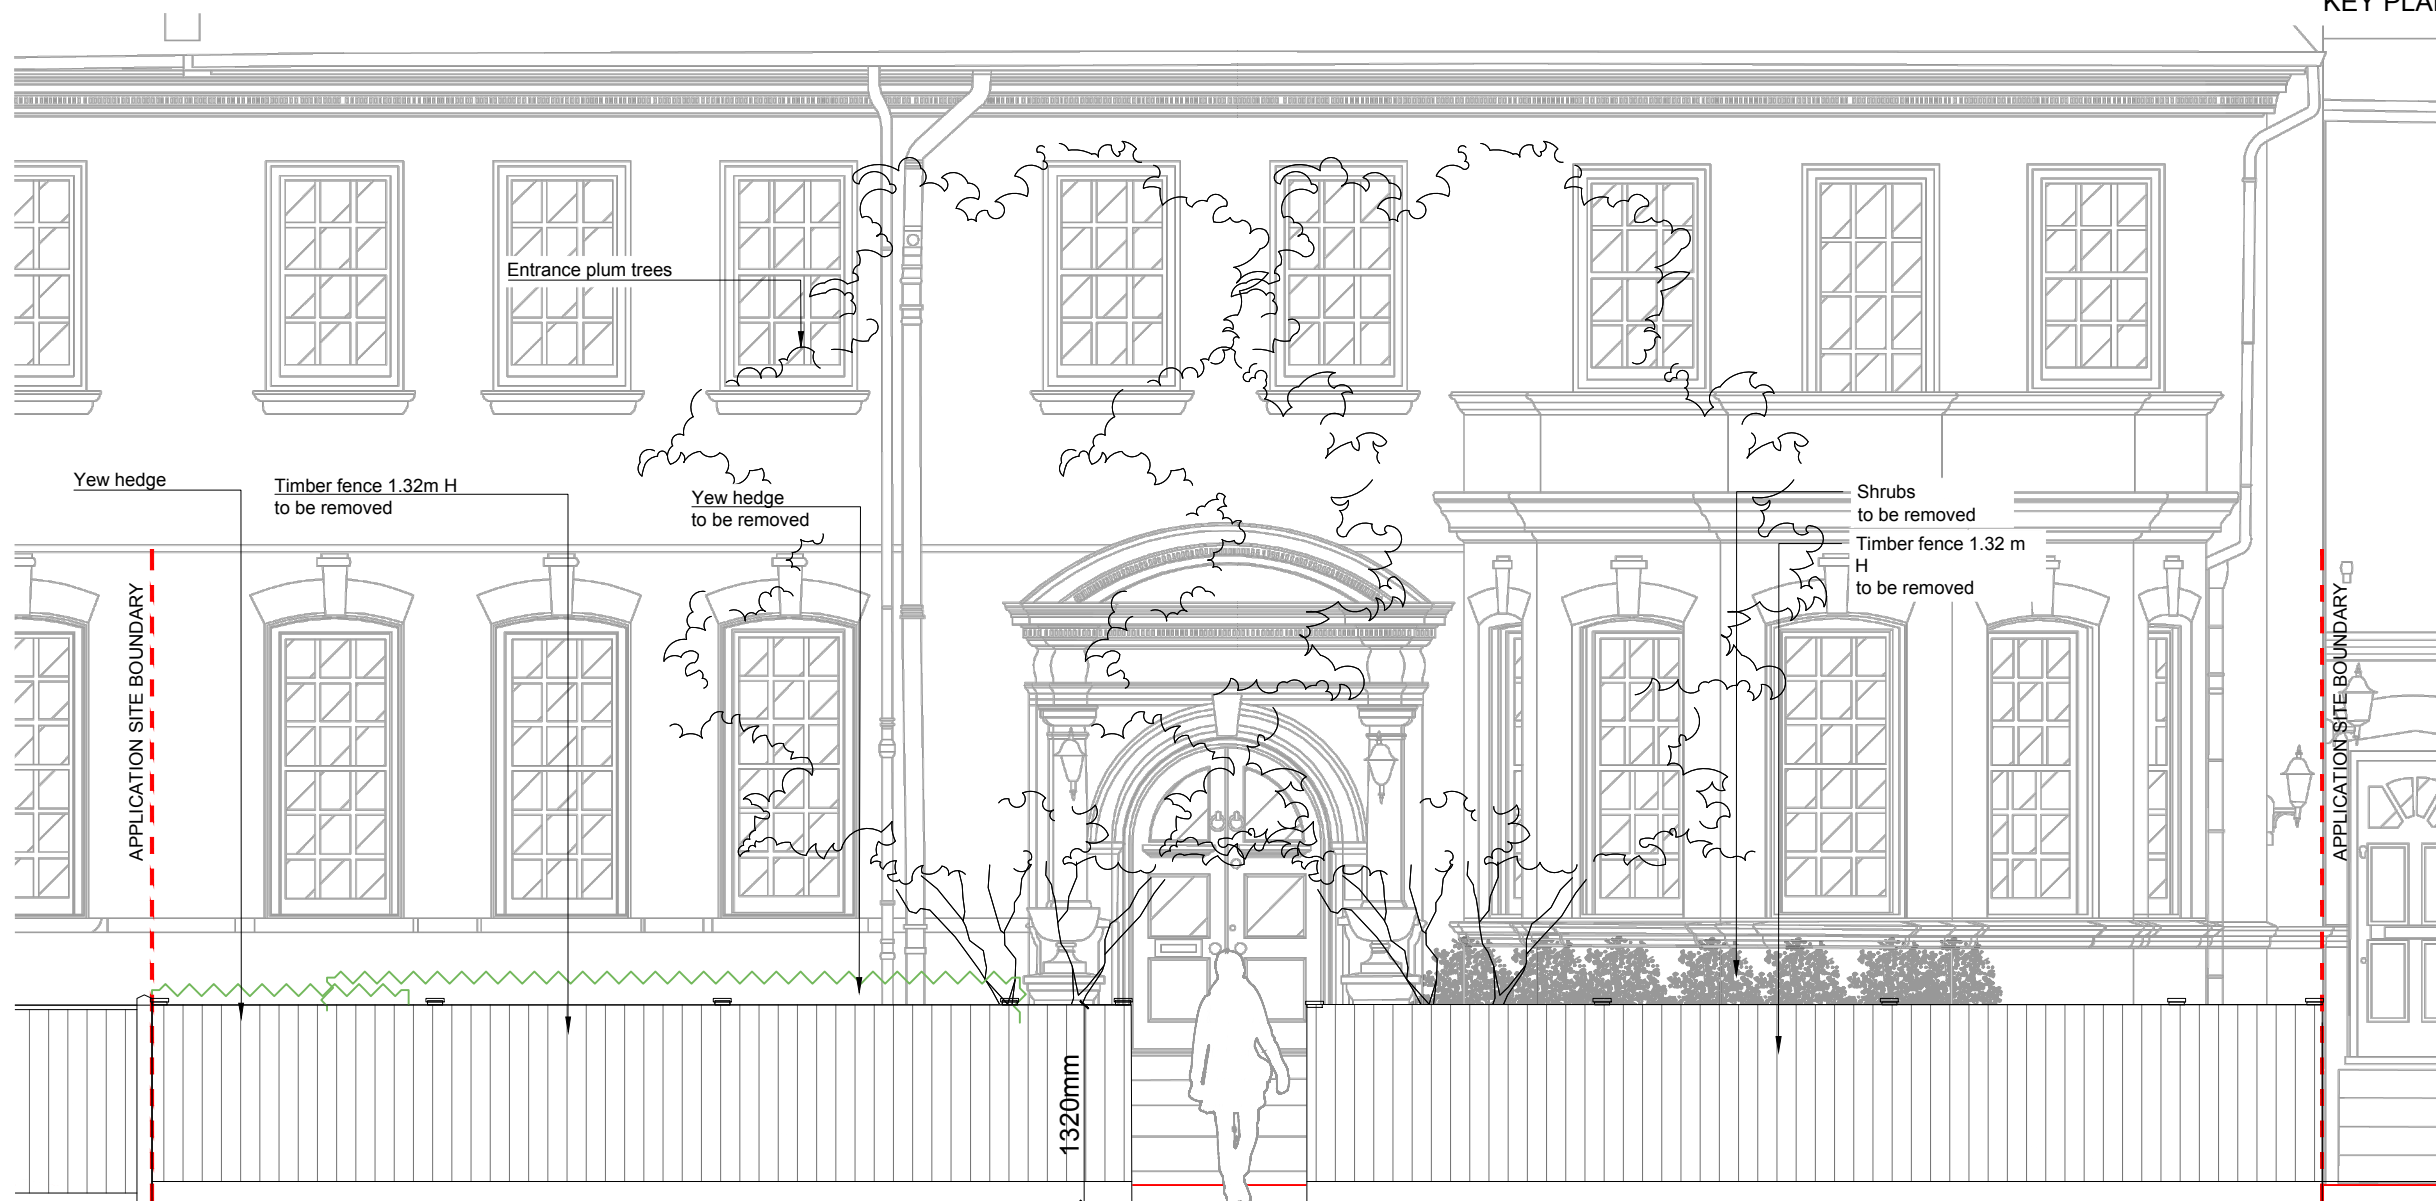 KEY PLA
Entrance plum trees
Yew hedge
Timber fence 1.32m H
to be removed
Yew hedge
to be removed
Shrubs
to be removed
Timber fence 1.32 m
H
to be removed
APPLICATION SITE BOUNDARY
APPLICATION SITE BOUNDARY
1320mm